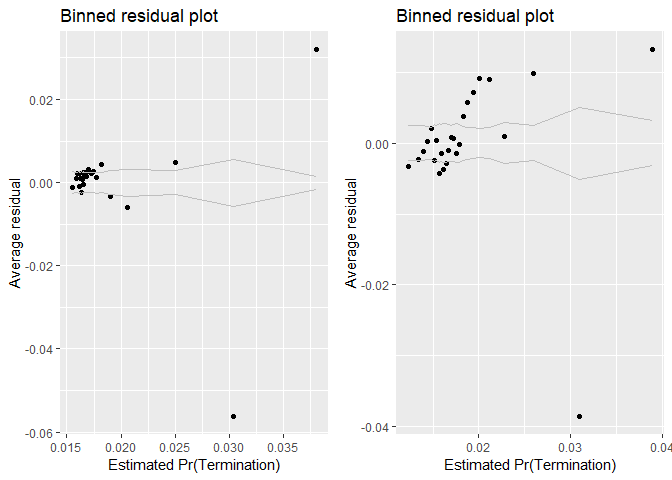 Binned residual plot
Average residual
0.02
0.00
-0.02
-0.04
-0.06
0.015 0.020 0.025 0.030 0.035
Estimated Pr(Termination)
Binned residual plot
Average residual
0.00
-0.02
-0.04
0.02 0.03 0.04
Estimated Pr(Termination)